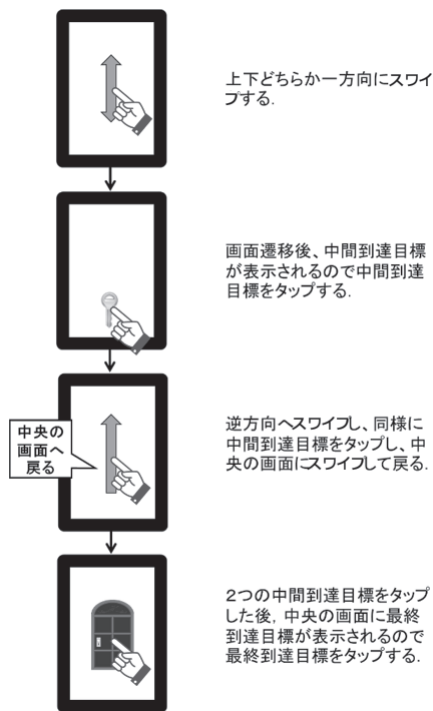 上下どちらか一方向にスワイ
プする.
画面遷移後、中間到達目標
が表示されるので中間到達
目標をタップする.
中央の
画面へ
戻る
逆方向へスワイプし、同様に
中間到達目標をタップし、中
央の画面にスワイプして戻る.
2つの中間到達目標をタップ
した後，中央の画面に最終
到達目標が表示されるので
最終到達目標をタップする.